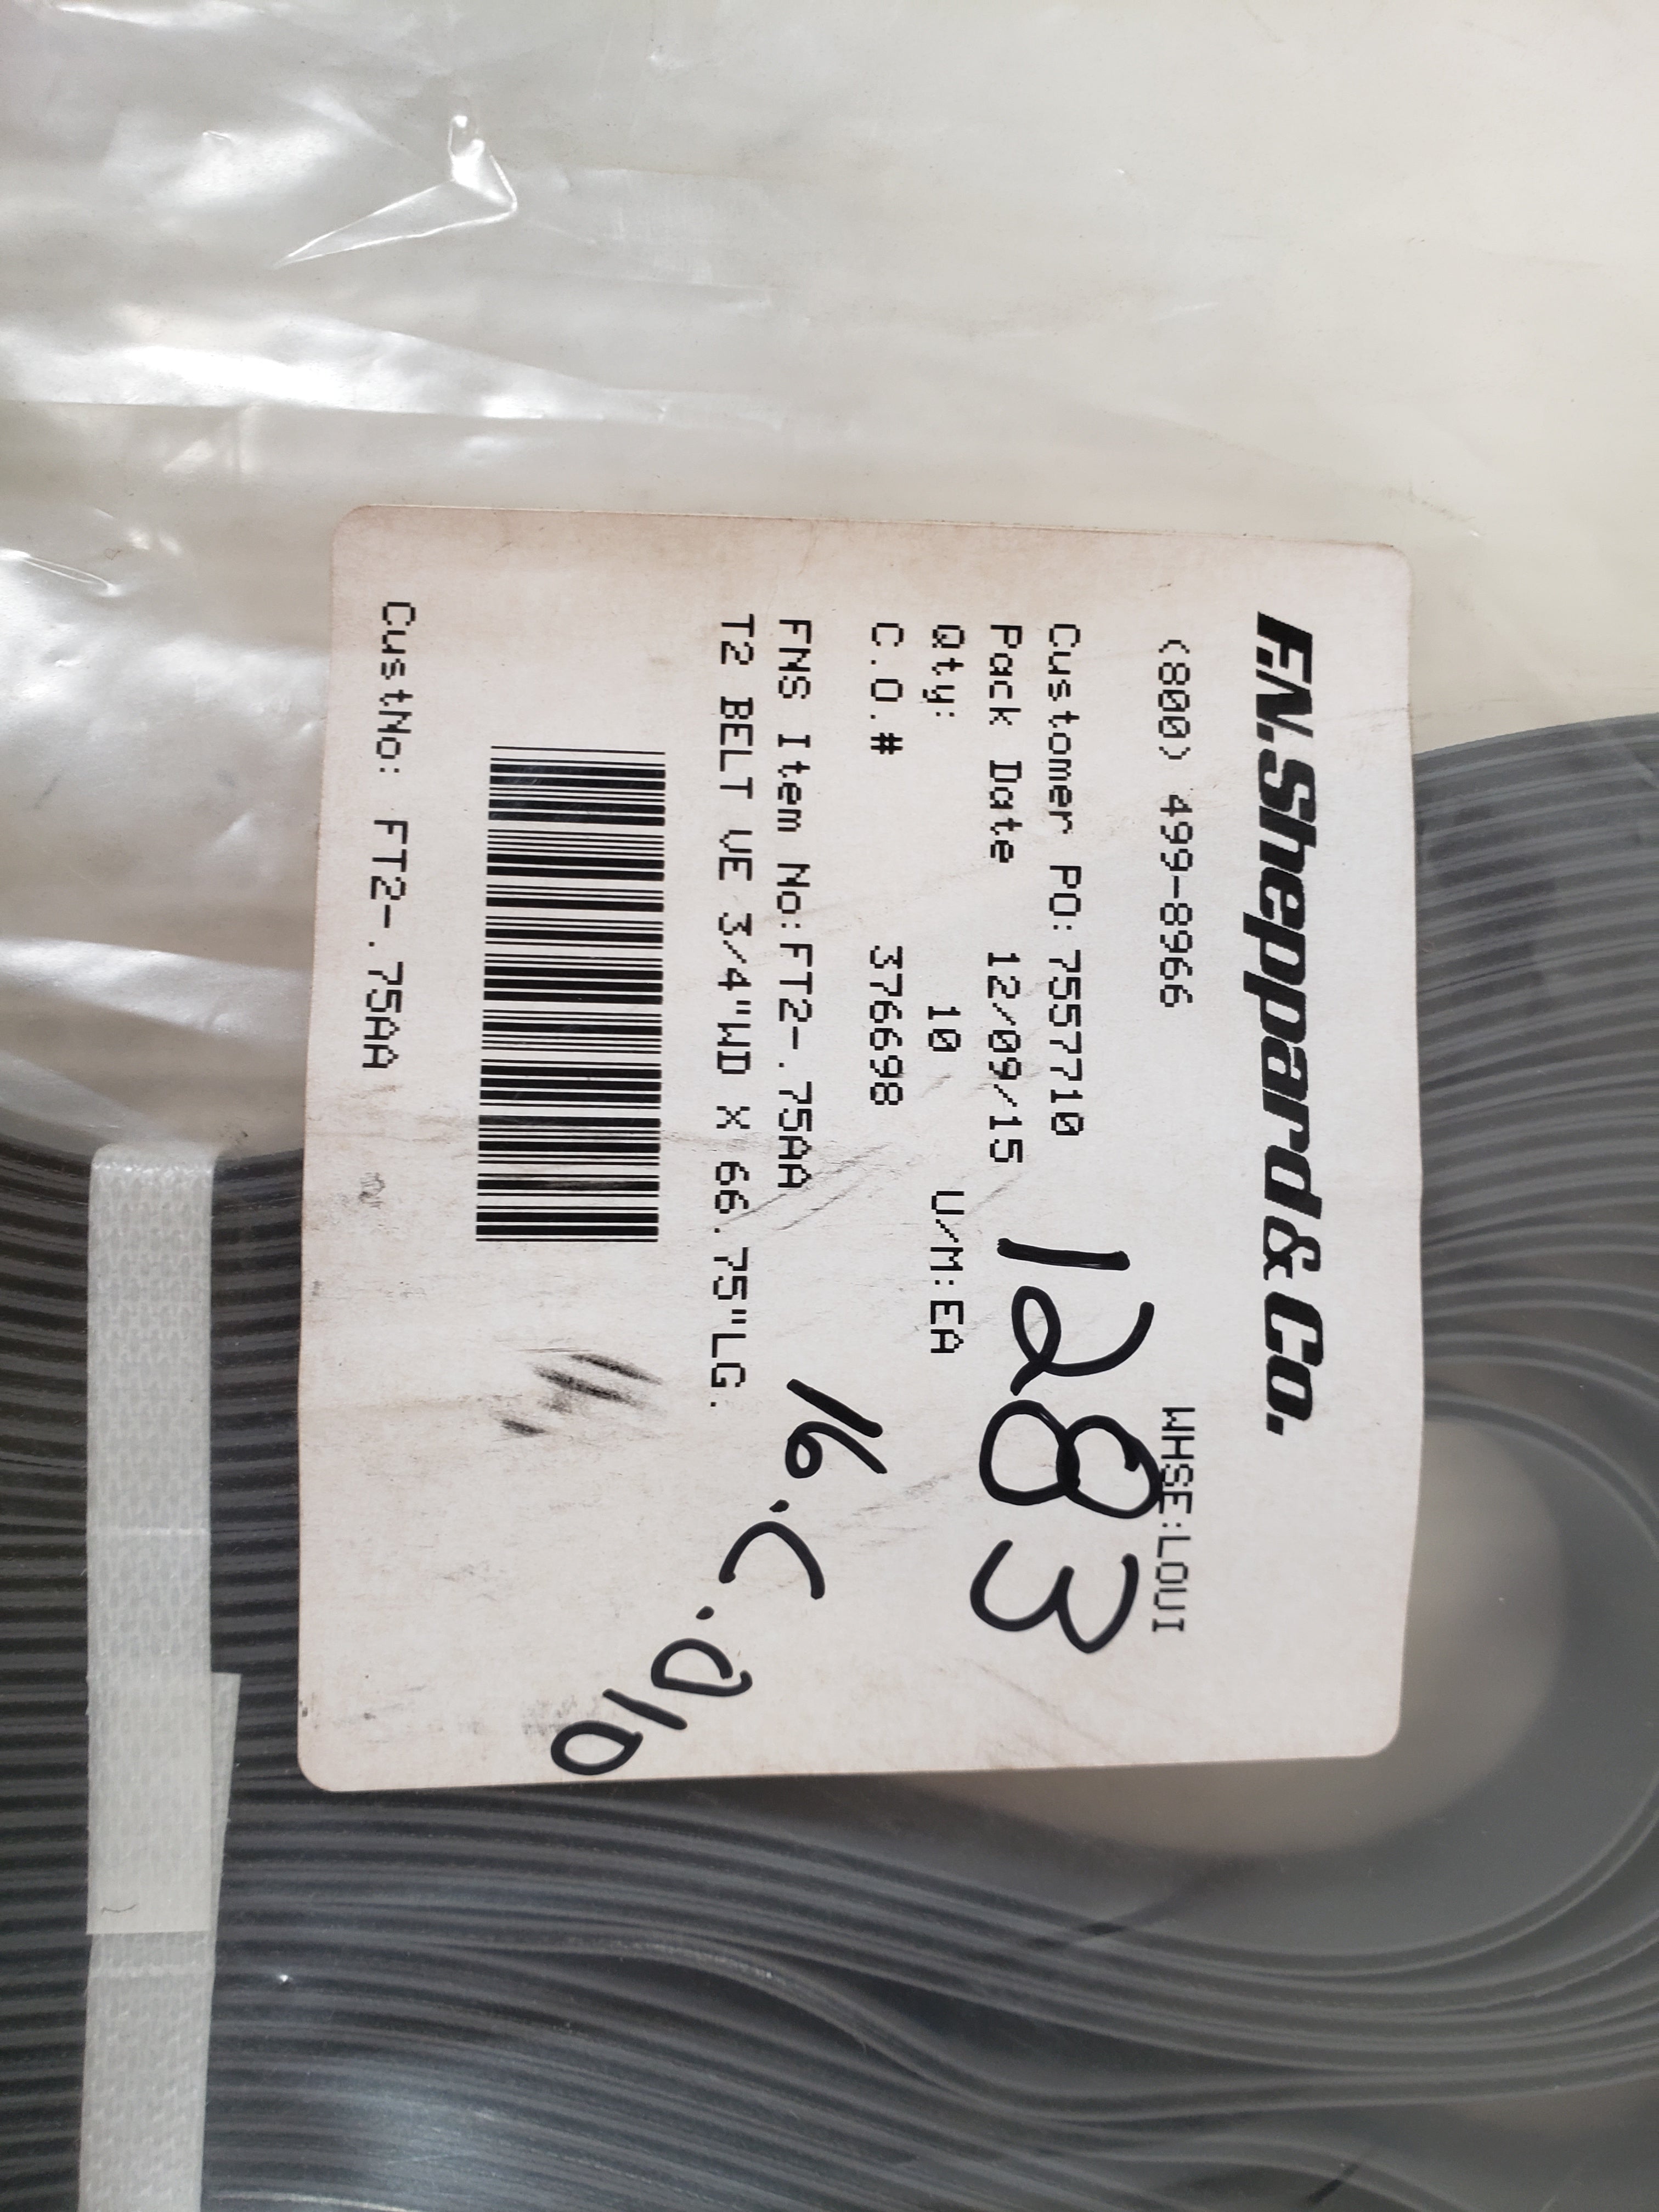 F.N. Sheppard & Co.
(800) 499-8966 WHSE:LOUI
Customer PO: 7557710
Pack Date 12/09/15
1283
Qty: 10 U/M:EA
C.O.# 376698
FNS Item No:FT2-.75AA
16.C.010
T2 BELT VE 3/4"WD X 66.75"LG.
CustNo: FT2-.75AA